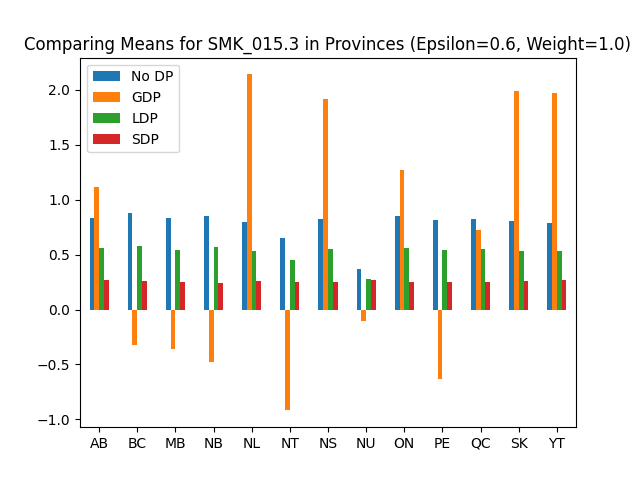 Comparing Means for SMK_015.3 in Provinces (Epsilon=0.6, Weight=1.0)
No DP
GDP
LDP
SDP
2.0
1.5
1.0
0.5
0.0
−0.5
−1.0
AB BC MB NB NL NT NS NU ON PE QC SK YT